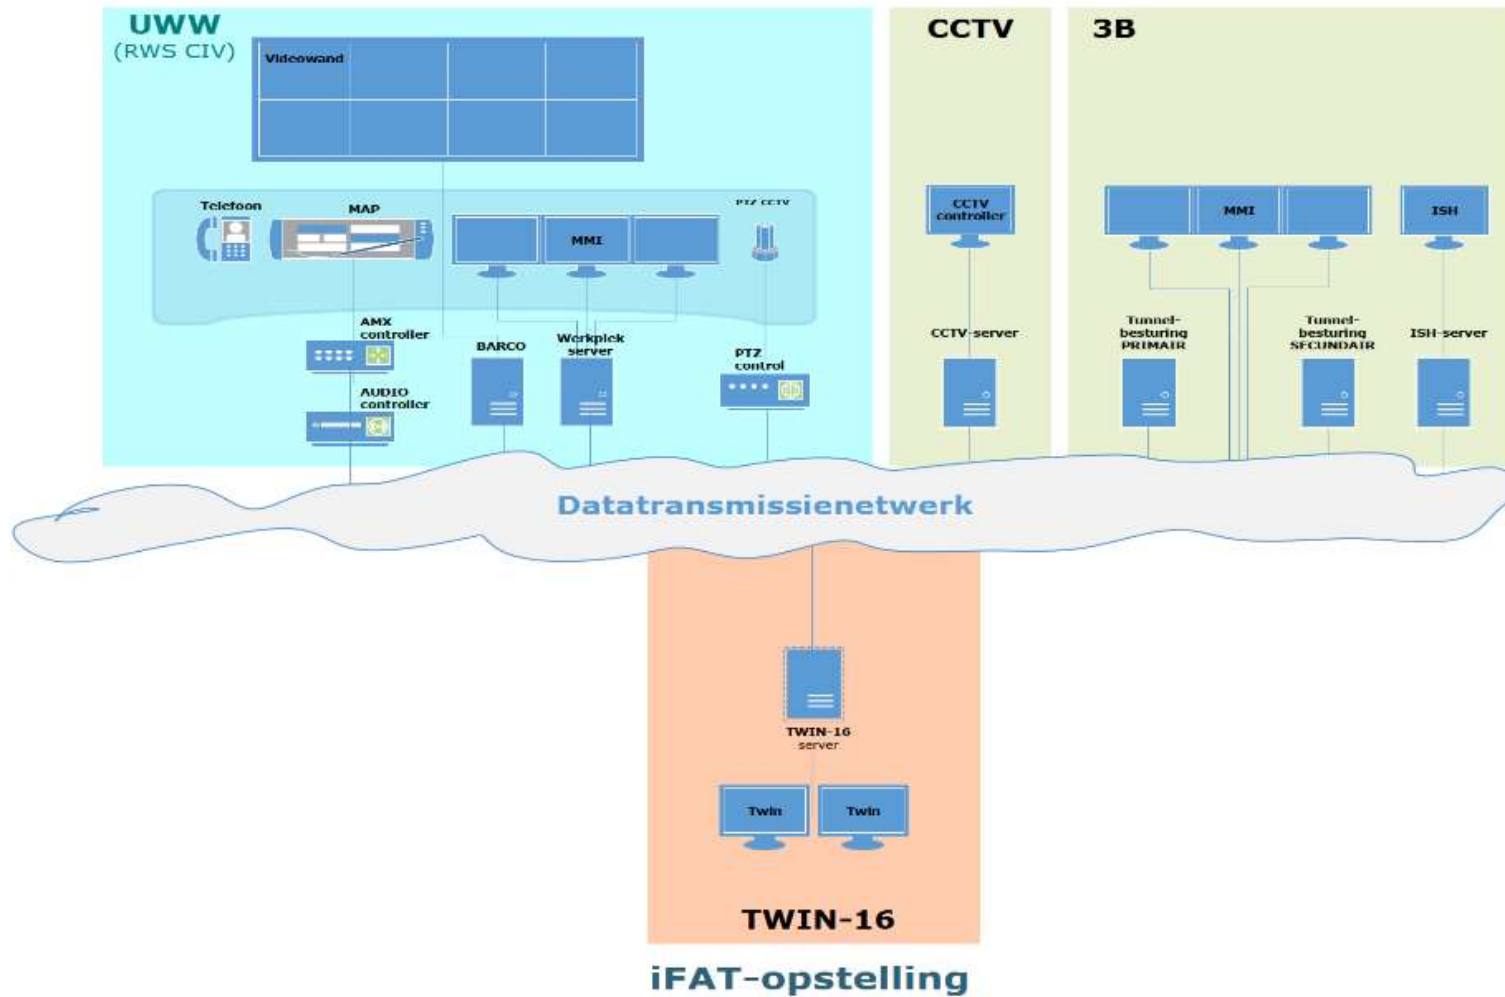 UWW
(RWS CIV)
Videowand
Telefoon
MAP
MMI
PTZ CCTV
AMX
controller
AUDIO
controller
BARCO
Werkplek
server
PTZ
control
CCTV
CCTV
controller
CCTV-server
3B
MMI
ISH
Tunnel-
besturing
PRIMAIR
Tunnel-
besturing
SECUNDAIR
ISH-server
Datatransmissienetwerk
TWIN-16
server
Twin
Twin
TWIN-16
iFAT-opstelling